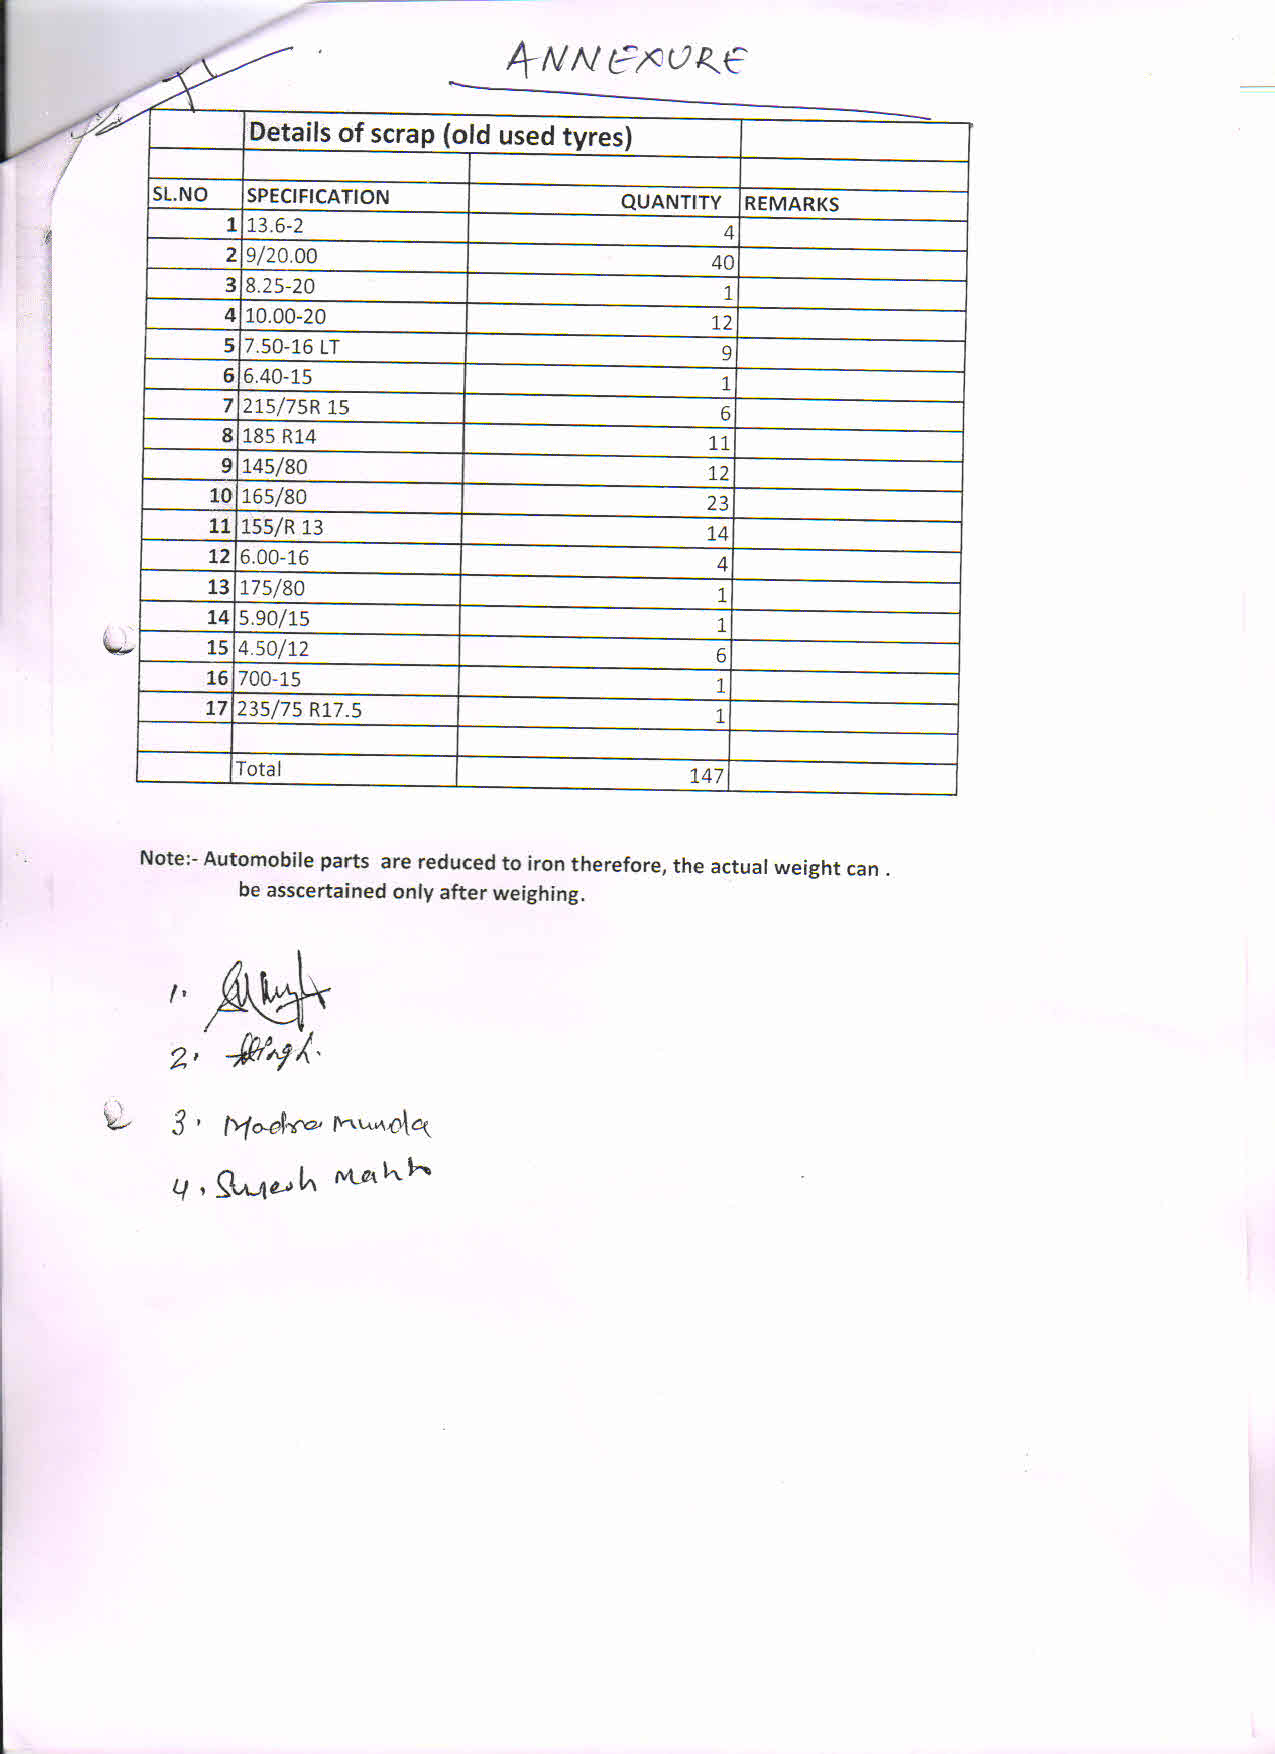 ANNEXURE
Details of scrap (old used tyres)
SL.NO SPECIFICATION QUANTITY REMARKS
1 13.6-2 4
2 9/20.00 40
3 8.25-20 1
4 10.00-20 12
5 7.50-16 LT 9
6 6.40-15 1
7 215/75R 15 6
8 185 R14 11
9 145/80 12
10 165/80 23
11 155/R 13 14
12 6.00-16 4
13 175/80 1
14 5.90/15 1
15 4.50/12 6
16 700-15 1
17 235/75 R17.5 1
Total 147
Note:- Automobile parts are reduced to iron therefore, the actual weight can .
be asscertained only after weighing.
1.
2.
3. Madra Munda
4. Suresh Mahto